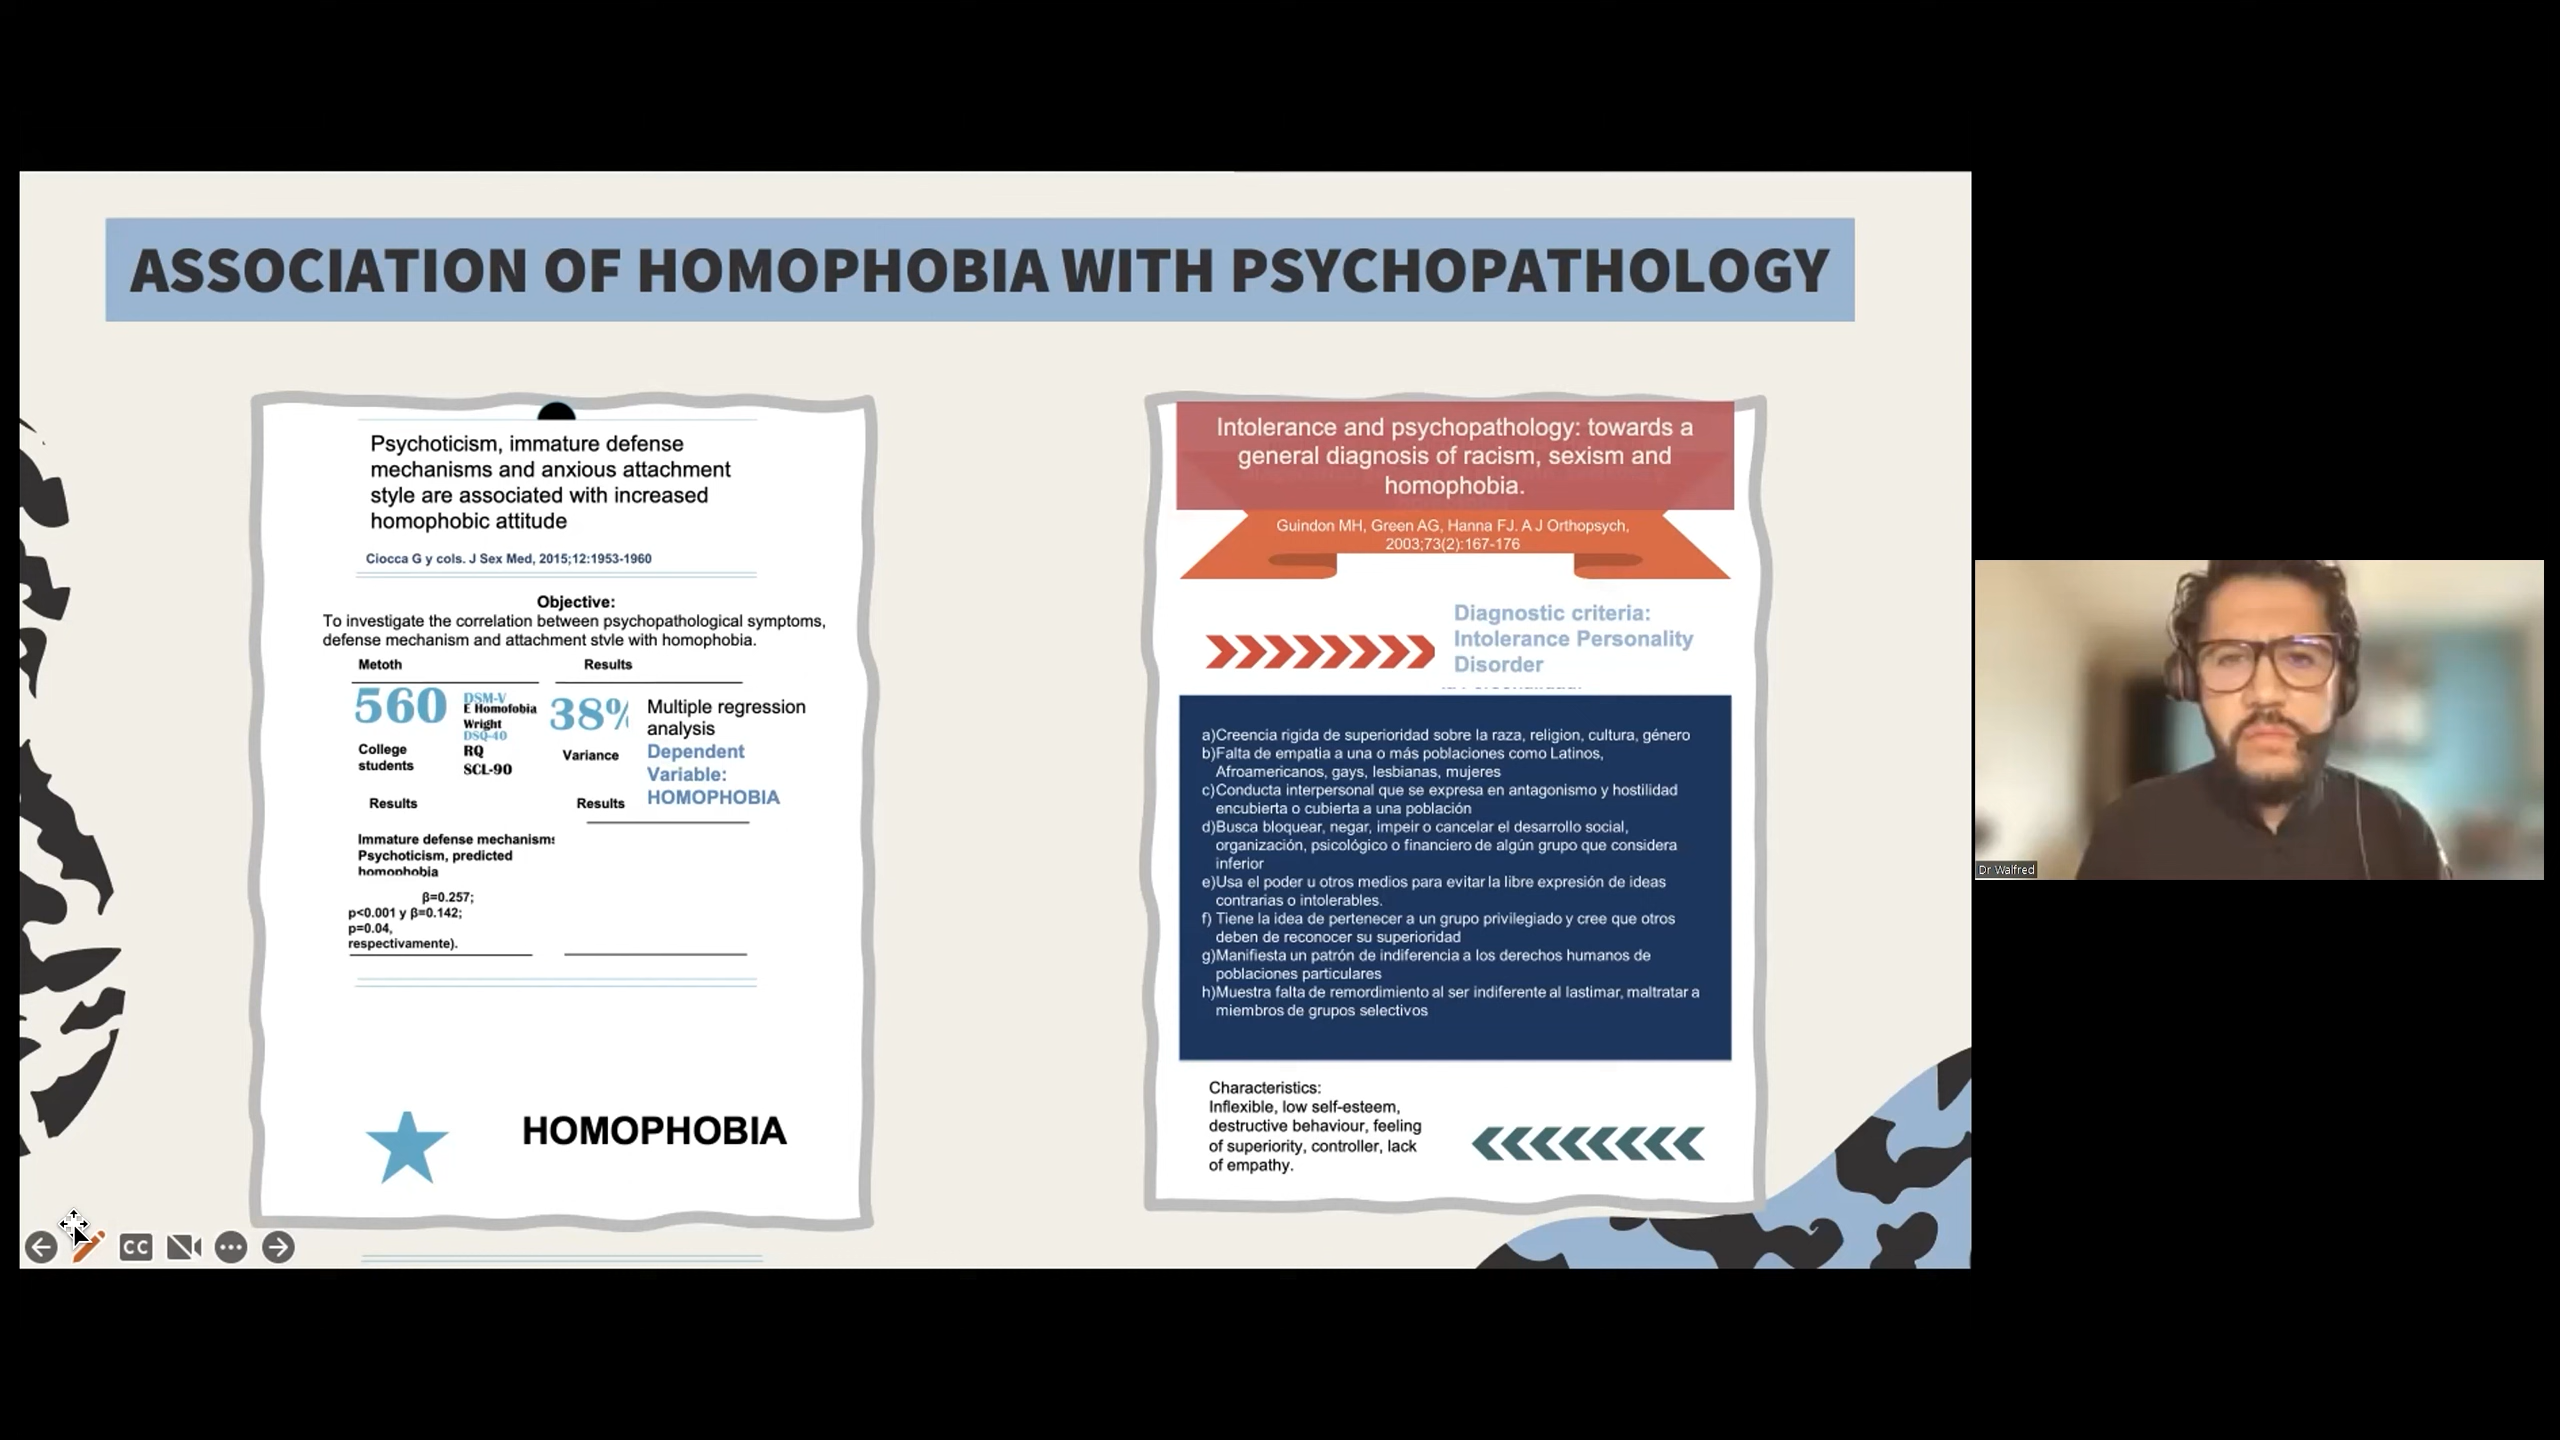 ASSOCIATION OF HOMOPHOBIA WITH PSYCHOPATHOLOGY
Psychoticism, immature defense
mechanisms and anxious attachment
style are associated with increased
homophobic attitude
Ciocca G y cols. J Sex Med, 2015;12:1953-1960
Objective:
To investigate the correlation between psychopathological symptoms,
defense mechanism and attachment style with homophobia.
Metoth
Results
560
College
students
DSM-V
E Homofobia
Wright
DSQ-40
RQ
SCL-90
38%
Variance
Multiple regression
analysis
Dependent
Variable:
HOMOPHOBIA
Results
Results
Immature defense mechanisms
Psychoticism, predicted
homophobia
β=0.257;
p<0.001 y β=0.142;
p=0.04,
respectivamente).
HOMOPHOBIA
Intolerance and psychopathology: towards a
general diagnosis of racism, sexism and
homophobia.
Guindon MH, Green AG, Hanna FJ. A J Orthopsych,
2003;73(2):167-176
Diagnostic criteria:
Intolerance Personality
Disorder
a)Creencia rigida de superioridad sobre la raza, religion, cultura, género
b)Falta de empatia a una o más poblaciones como Latinos,
Afroamericanos, gays, lesbianas, mujeres
c)Conducta interpersonal que se expresa en antagonismo y hostilidad
encubierta o cubierta a una población
d)Busca bloquear, negar, impeir o cancelar el desarrollo social,
organización, psicológico o financiero de algún grupo que considera
inferior
e)Usa el poder u otros medios para evitar la libre expresión de ideas
contrarias o intolerables.
f) Tiene la idea de pertenecer a un grupo privilegiado y cree que otros
deben de reconocer su superioridad
g)Manifiesta un patrón de indiferencia a los derechos humanos de
poblaciones particulares
h)Muestra falta de remordimiento al ser indiferente al lastimar, maltratar a
miembros de grupos selectivos
Characteristics:
Inflexible, low self-esteem,
destructive behaviour, feeling
of superiority, controller, lack
of empathy.
CC
Dr Walfred